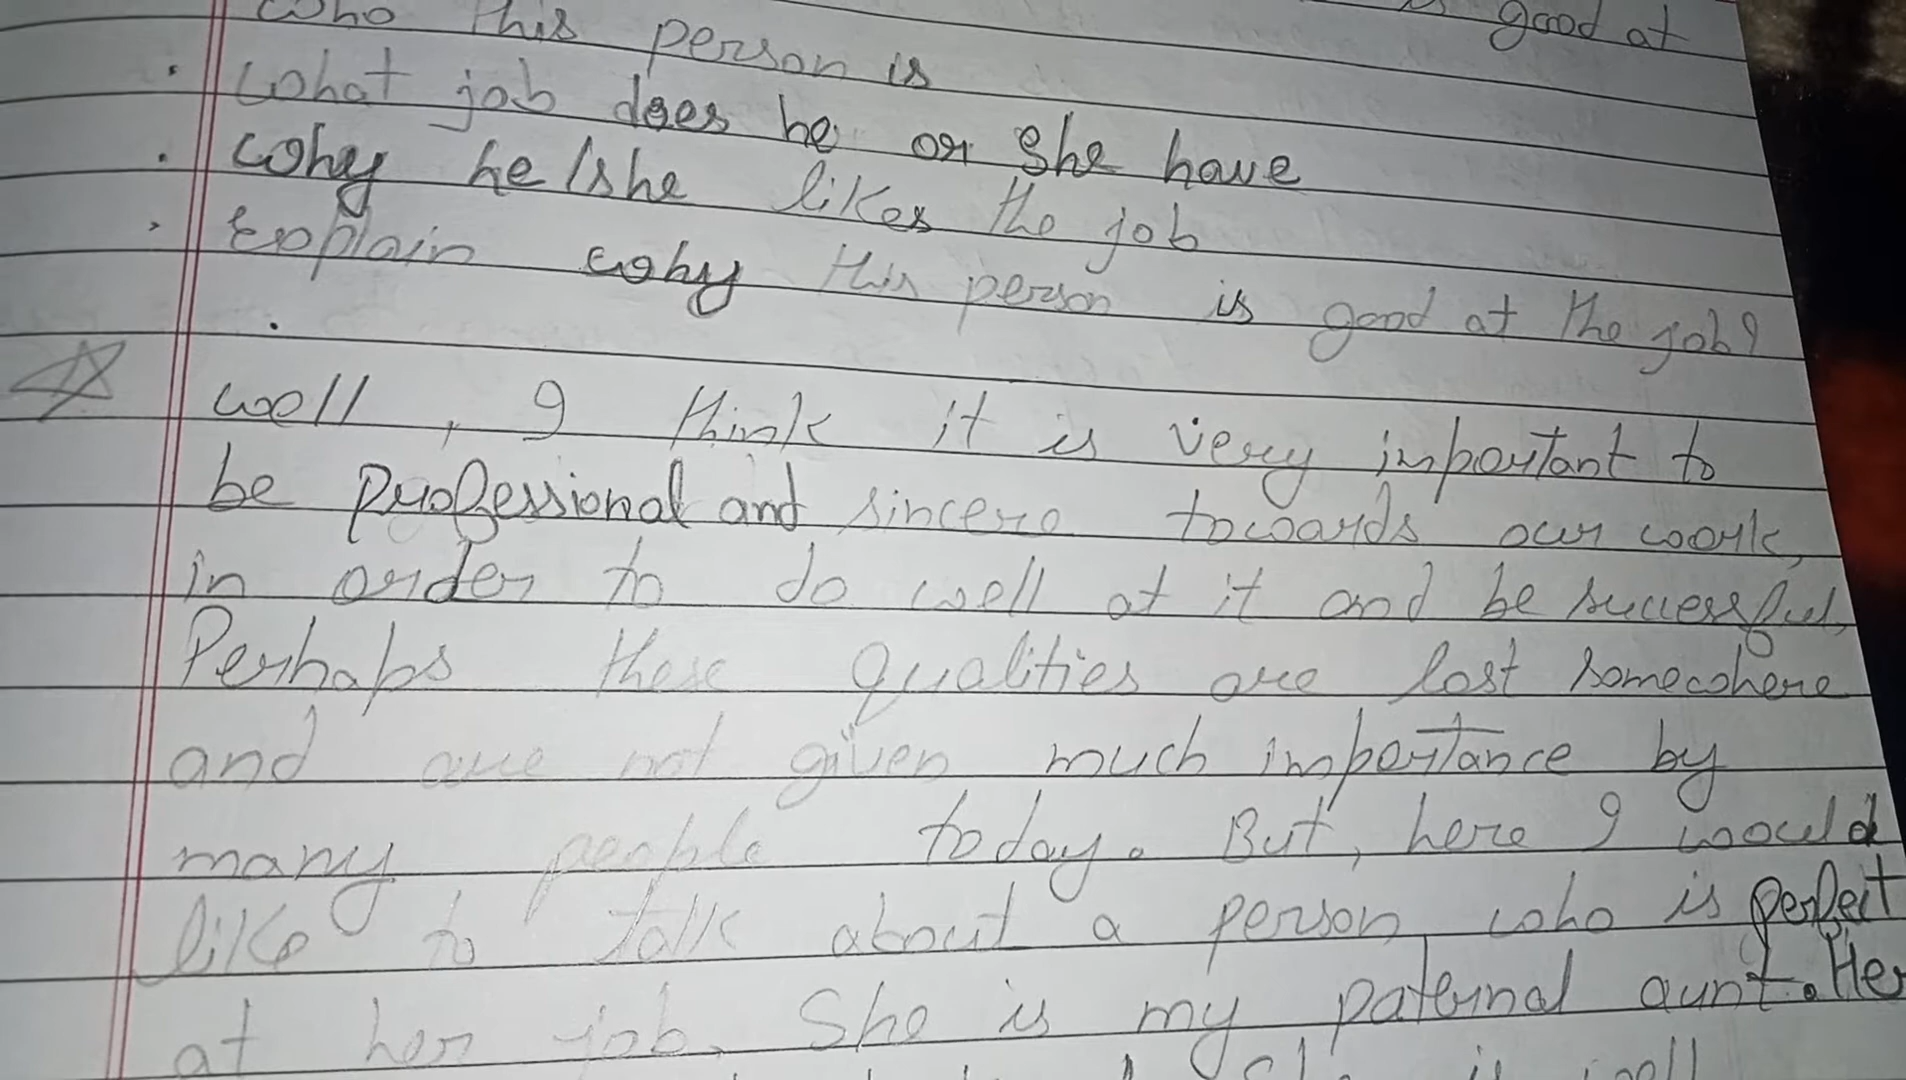 good at
who this person is
. what job does he or she have
. why he/she likes the job
. Explain why this person is good at the job?
well, I think it is very important to
be professional and sincere towards our work,
in order to do well at it and be successful,
Perhaps these qualities are lost somewhere
and are not given much importance by
many people today. But, here I would
like to talk about a person who is perfect
at her job. She is my paternal aunt. Her